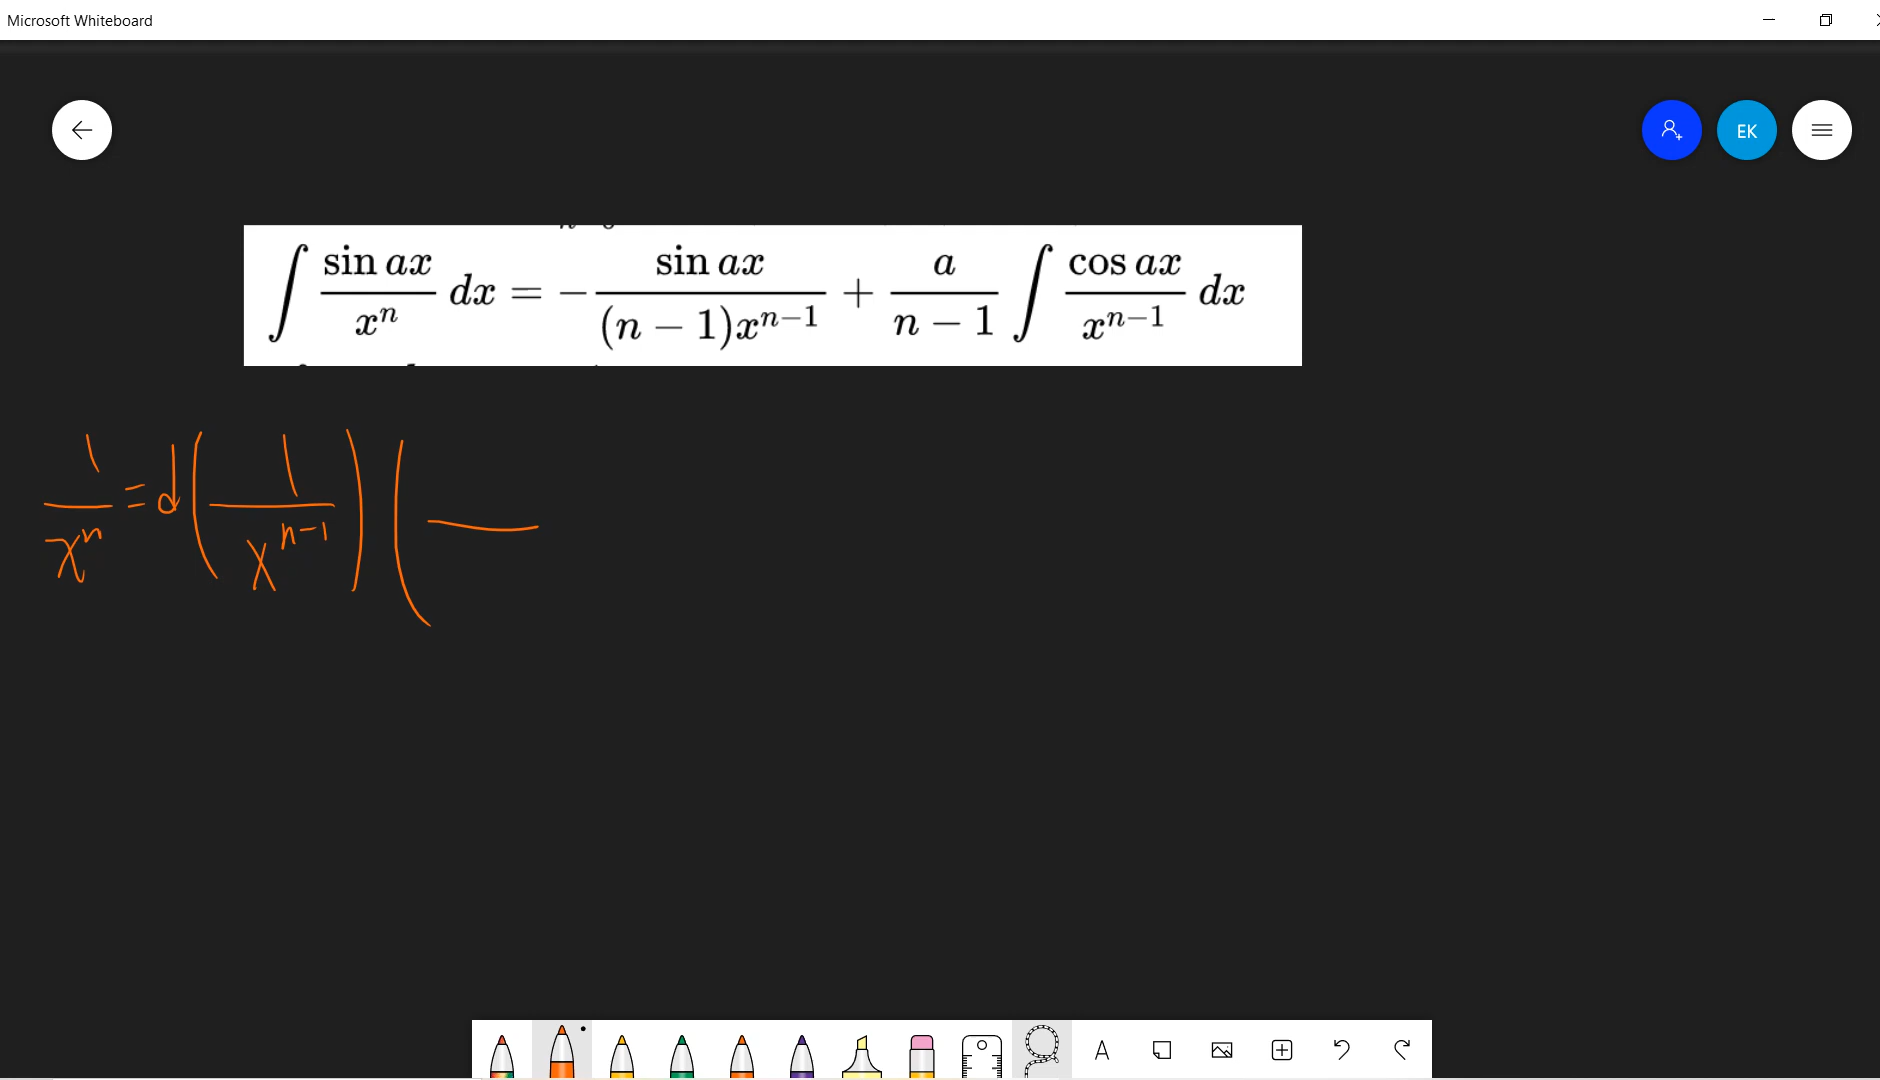 Microsoft Whiteboard
EK
∫ sin ax / xⁿ dx = − sin ax / (n − 1)xⁿ⁻¹ + a / n − 1 ∫ cos ax / xⁿ⁻¹ dx
1 / xⁿ = d( 1 / xⁿ⁻¹ ) (
A